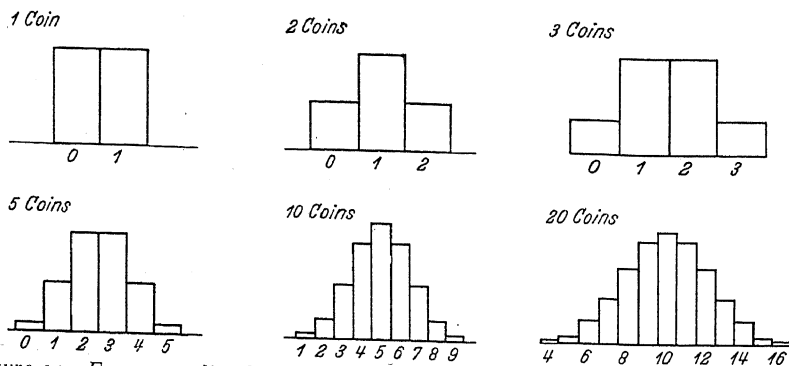 1 Coin
2 Coins
3 Coins
0 1
0 1 2
0 1 2 3
5 Coins
10 Coins
20 Coins
0 1 2 3 4 5
1 2 3 4 5 6 7 8 9
4 6 8 10 12 14 16